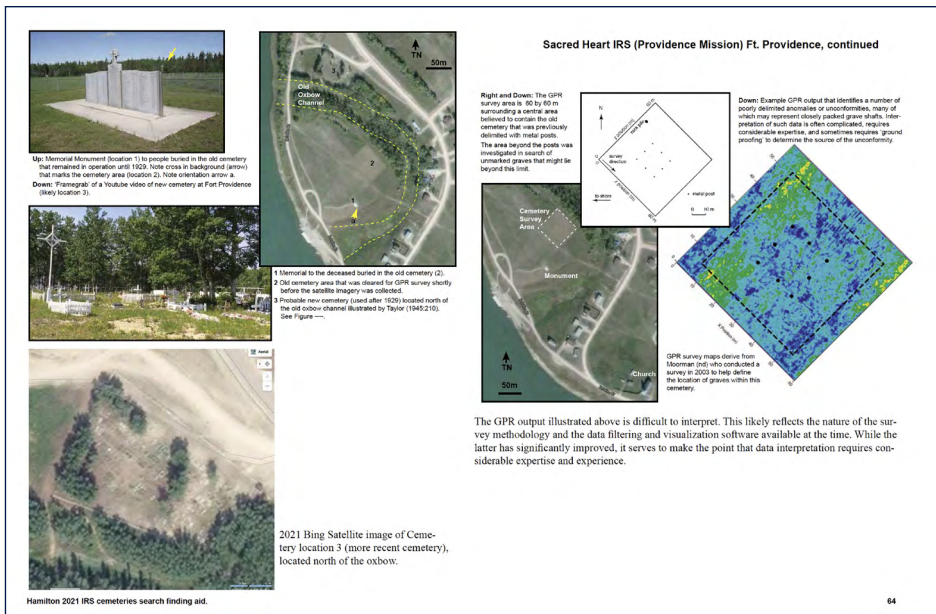 Sacred Heart IRS (Providence Mission) Ft. Providence, continued
Up: Memorial Monument (location 1) to people buried in the old cemetery
that remained in operation until 1929. Note cross in background (arrow)
that marks the cemetery area (location 2). Note orientation arrow a.
Down: 'Framegrab' of a Youtube video of new cemetery at Fort Providence
(likely location 3).
TN
50m
Old
Oxbow
Channel
3
2
1
a
1 Memorial to the deceased buried in the old cemetery (2).
2 Old cemetery area that was cleared for GPR survey shortly
before the satellite imagery was collected.
3 Probable new cemetery (used after 1929) located north of
the old oxbow channel illustrated by Taylor (1945:210).
See Figure ––.
Aerial
2021 Bing Satellite image of Ceme-
tery location 3 (more recent cemetery),
located north of the oxbow.
Right and Down: The GPR
survey area is 60 by 60 m
surrounding a central area
believed to contain the old
cemetery that was previously
delimited with metal posts.
The area beyond the posts was
investigated in search of
unmarked graves that might lie
beyond this limit.
N
60 m
survey
direction
to shore
metal post
0 10 m
Down: Example GPR output that identifies a number of
poorly delimited anomalies or unconformities, many of
which may represent closely packed grave shafts. Inter-
pretation of such data is often complicated, requires
considerable expertise, and sometimes requires 'ground
proofing' to determine the source of the unconformity.
Cemetery
Survey
Area
Monument
Church
TN
50m
X Position (m)
GPR survey maps derive from
Moorman (nd) who conducted a
survey in 2003 to help define
the location of graves within this
cemetery.
The GPR output illustrated above is difficult to interpret. This likely reflects the nature of the sur-
vey methodology and the data filtering and visualization software available at the time. While the
latter has significantly improved, it serves to make the point that data interpretation requires con-
siderable expertise and experience.
Hamilton 2021 IRS cemeteries search finding aid.
64